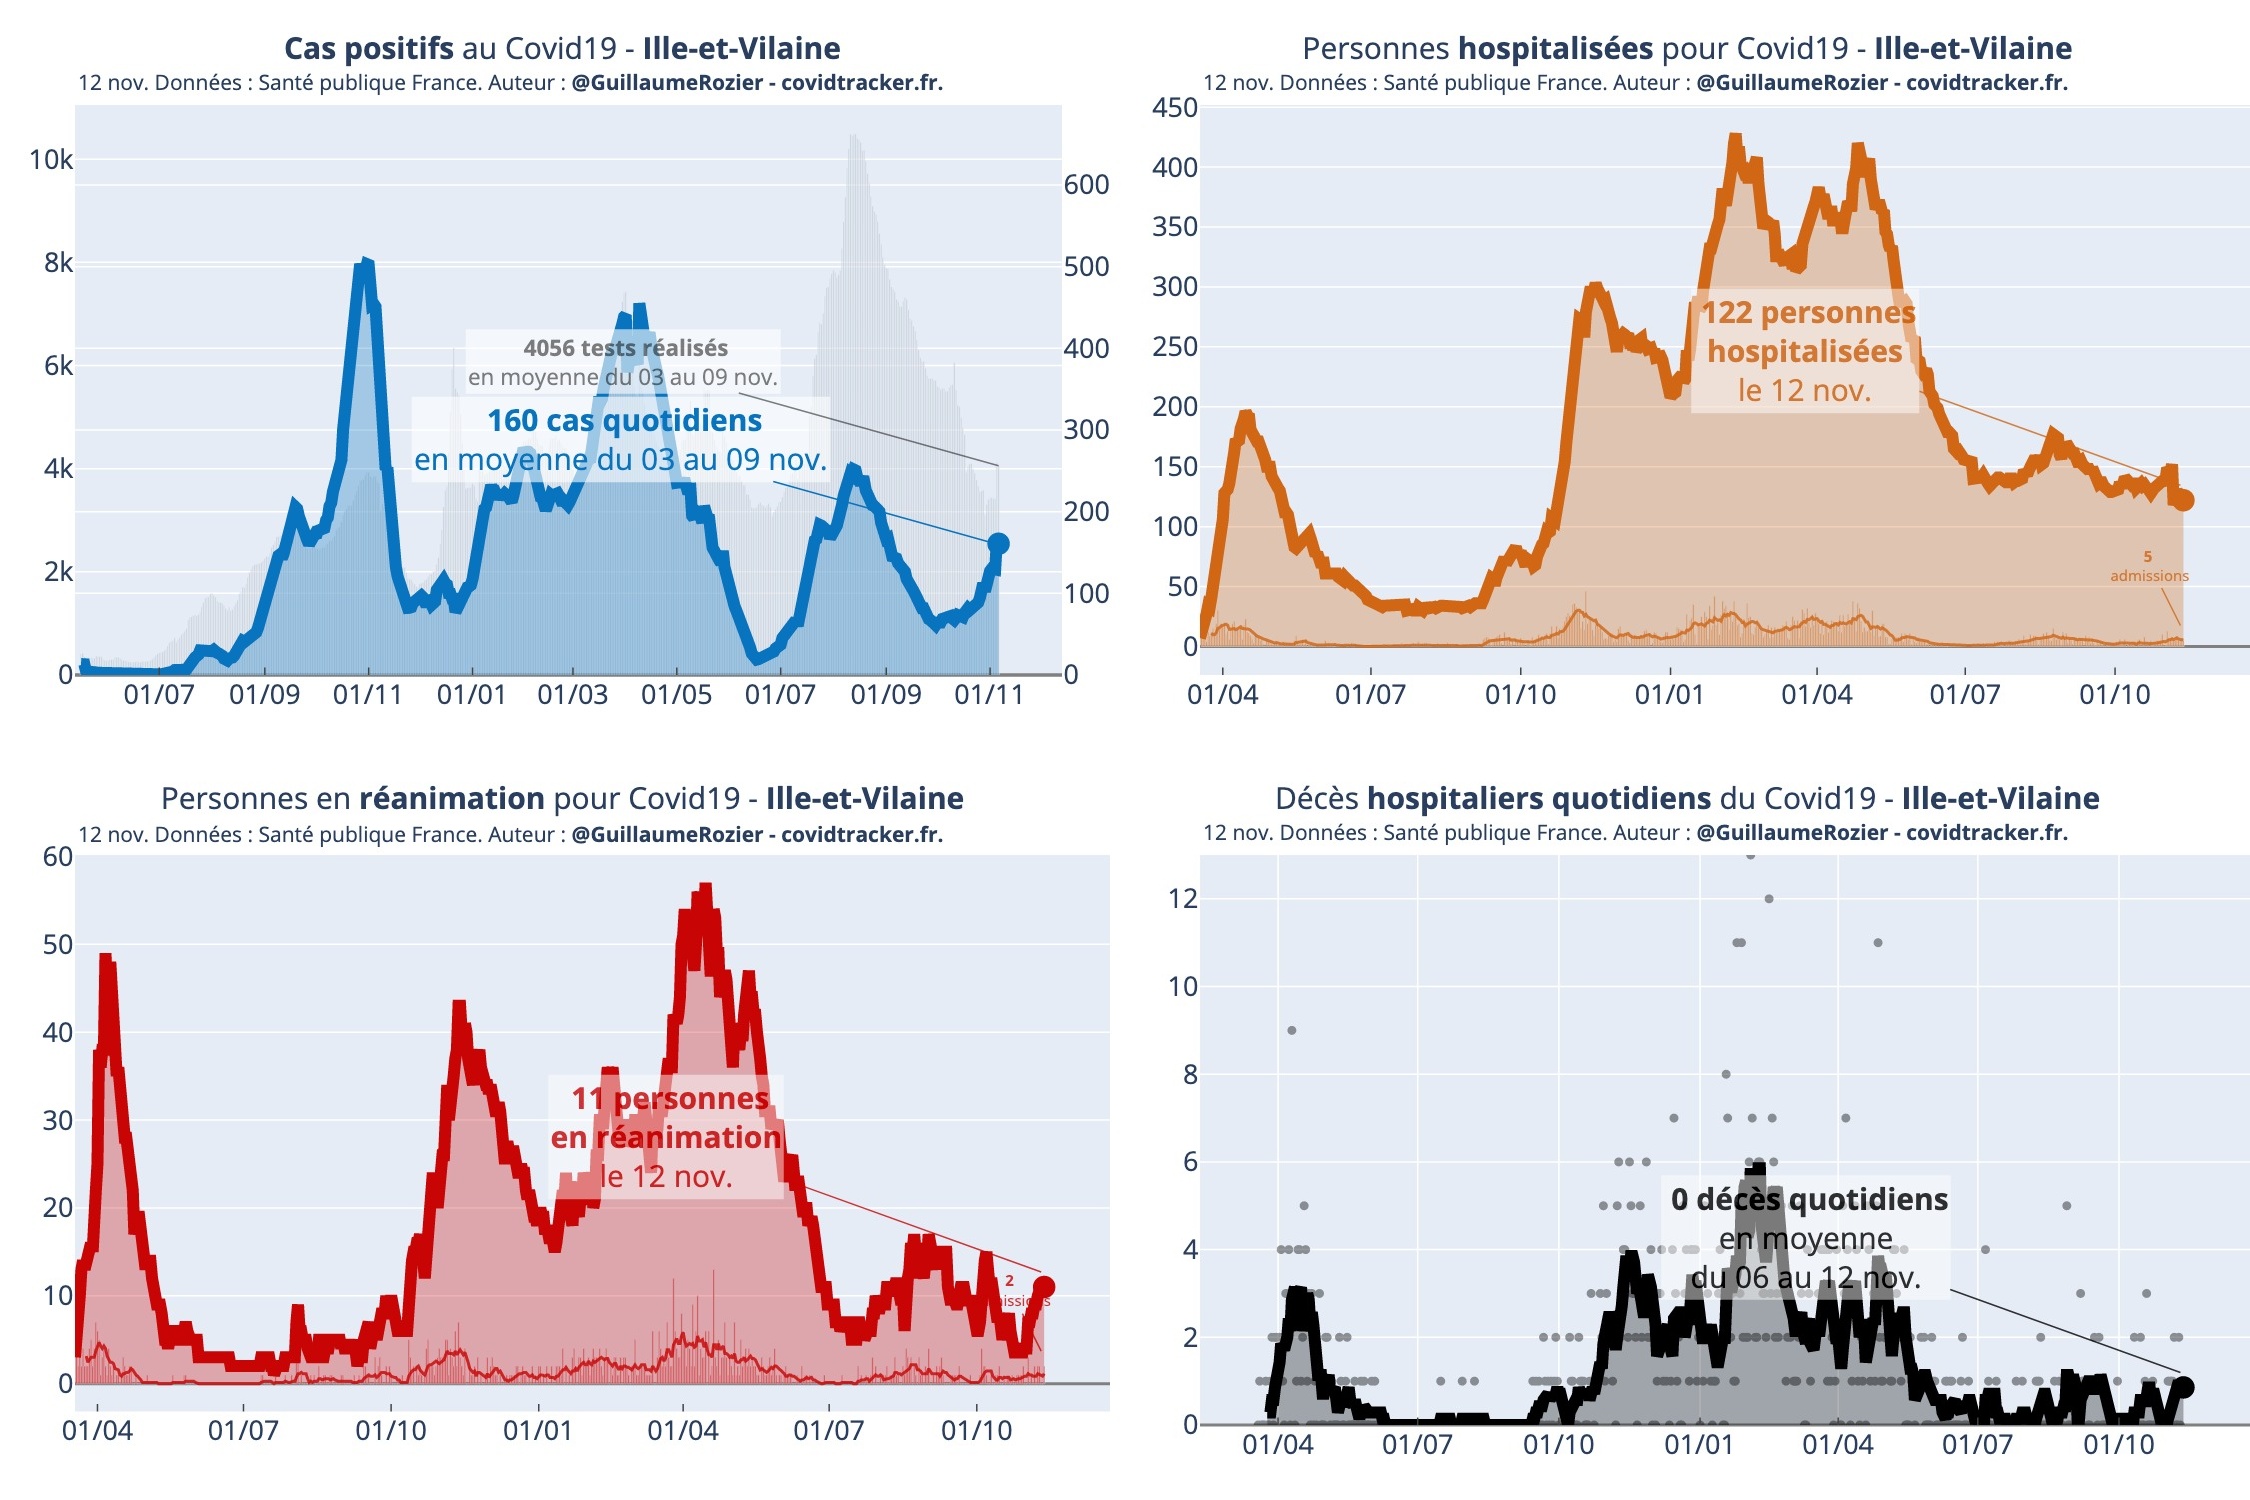 Cas positifs au Covid19 - Ille-et-Vilaine
12 nov. Données : Santé publique France. Auteur : @GuillaumeRozier - covidtracker.fr.
10k
8k
6k
4k
2k
0
600
500
400
300
200
100
0
4056 tests réalisés
en moyenne du 03 au 09 nov.
160 cas quotidiens
en moyenne du 03 au 09 nov.
01/07 01/09 01/11 01/01 01/03 01/05 01/07 01/09 01/11
Personnes hospitalisées pour Covid19 - Ille-et-Vilaine
12 nov. Données : Santé publique France. Auteur : @GuillaumeRozier - covidtracker.fr.
450
400
350
300
250
200
150
100
50
0
122 personnes
hospitalisées
le 12 nov.
5
admissions
01/04 01/07 01/10 01/01 01/04 01/07 01/10
Personnes en réanimation pour Covid19 - Ille-et-Vilaine
12 nov. Données : Santé publique France. Auteur : @GuillaumeRozier - covidtracker.fr.
60
50
40
30
20
10
0
11 personnes
en réanimation
le 12 nov.
2
01/04 01/07 01/10 01/01 01/04 01/07 01/10
Décès hospitaliers quotidiens du Covid19 - Ille-et-Vilaine
12 nov. Données : Santé publique France. Auteur : @GuillaumeRozier - covidtracker.fr.
12
10
8
6
4
2
0
0 décès quotidiens
en moyenne
du 06 au 12 nov.
01/04 01/07 01/10 01/01 01/04 01/07 01/10